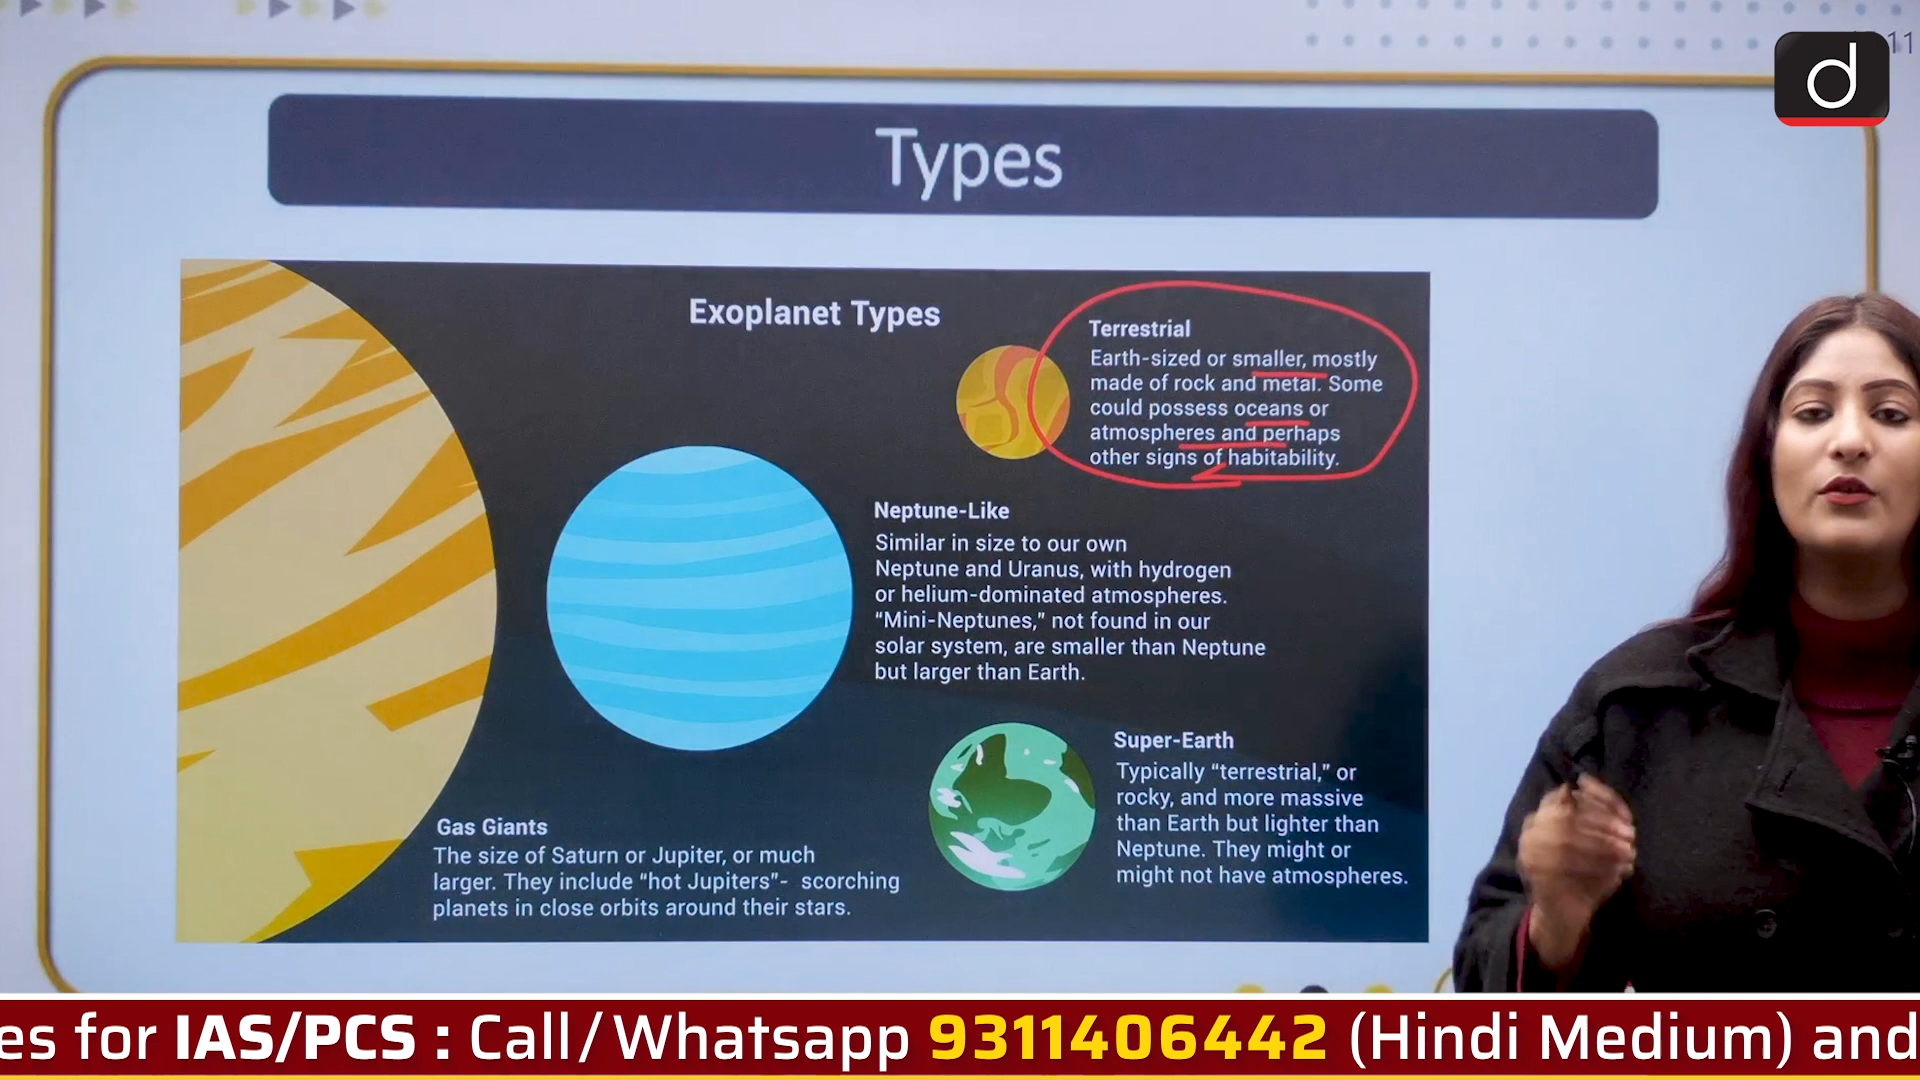 d
11
Types
Exoplanet Types
Terrestrial
Earth-sized or smaller, mostly
made of rock and metal. Some
could possess oceans or
atmospheres and perhaps
other signs of habitability.
Neptune-Like
Similar in size to our own
Neptune and Uranus, with hydrogen
or helium-dominated atmospheres.
“Mini-Neptunes,” not found in our
solar system, are smaller than Neptune
but larger than Earth.
Super-Earth
Typically “terrestrial,” or
rocky, and more massive
than Earth but lighter than
Neptune. They might or
might not have atmospheres.
Gas Giants
The size of Saturn or Jupiter, or much
larger. They include “hot Jupiters”- scorching
planets in close orbits around their stars.
es for IAS/PCS : Call/Whatsapp 9311406442 (Hindi Medium) and